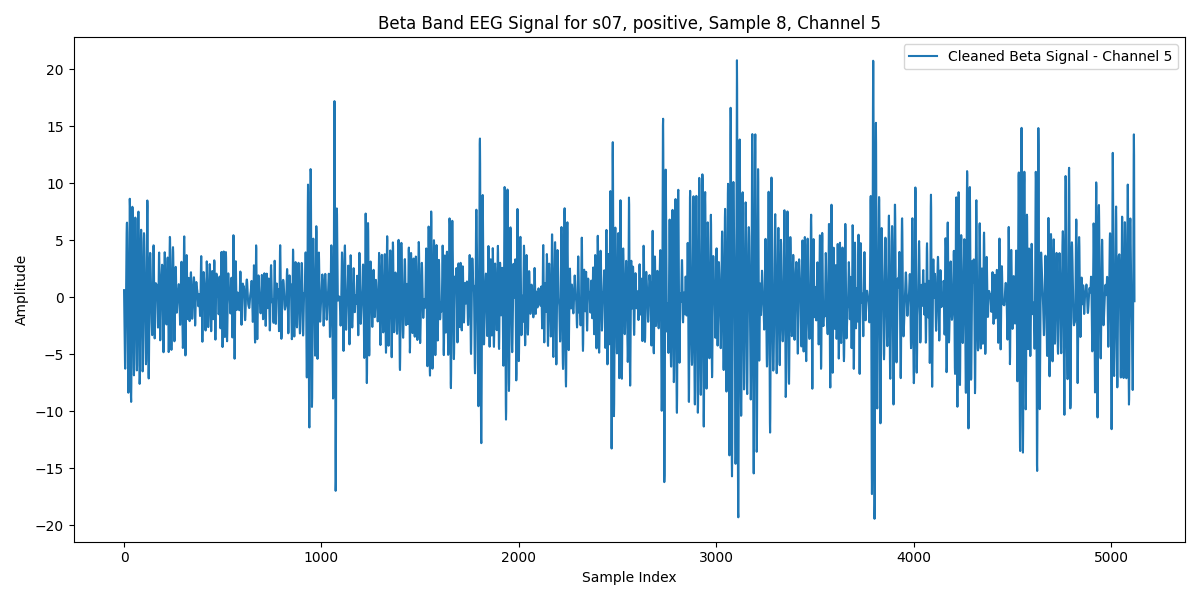 Beta Band EEG Signal for s07, positive, Sample 8, Channel 5
Cleaned Beta Signal - Channel 5
20
15
10
5
0
−5
−10
−15
−20
Amplitude
0 1000 2000 3000 4000 5000
Sample Index